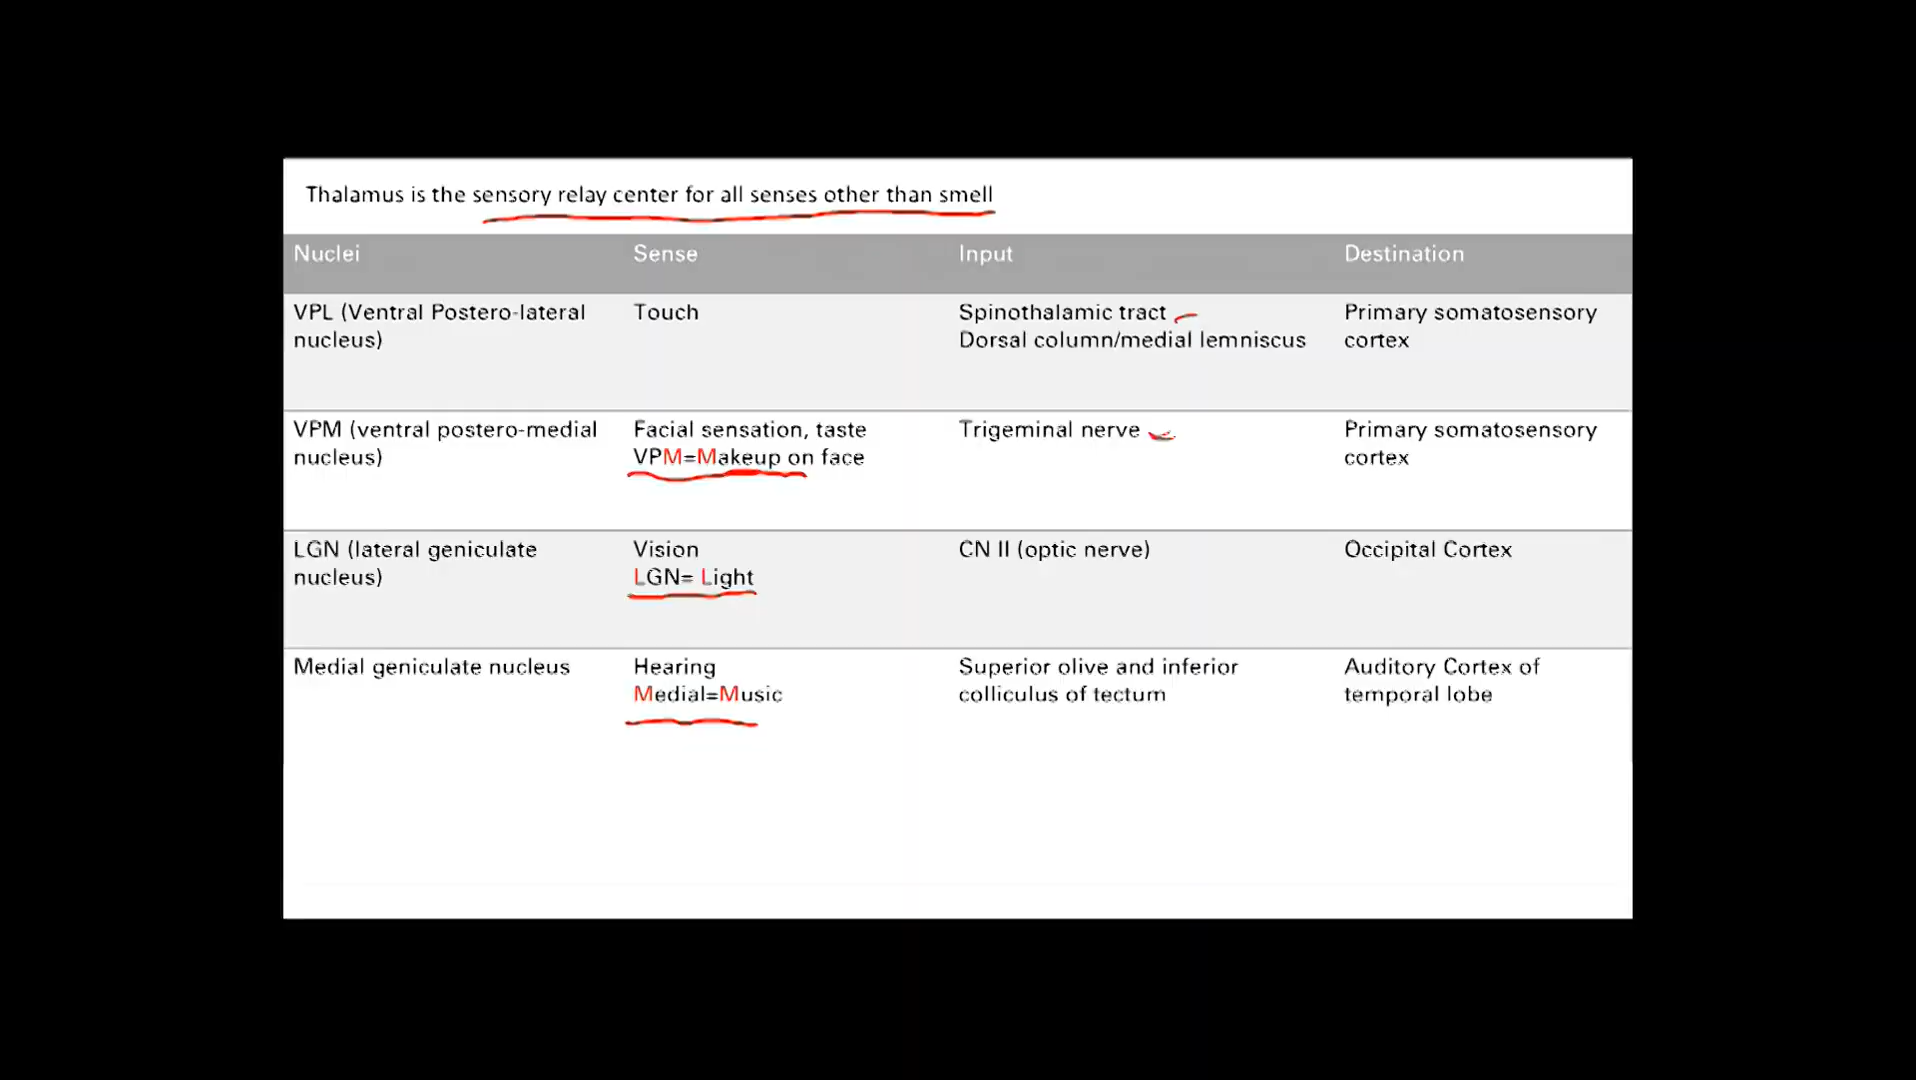 Thalamus is the sensory relay center for all senses other than smell
Nuclei Sense Input Destination
VPL (Ventral Postero-lateral nucleus) Touch Spinothalamic tract Primary somatosensory
nucleus) Dorsal column/medial lemniscus cortex
VPM (ventral postero-medial Facial sensation, taste Trigeminal nerve Primary somatosensory
nucleus) VPM=Makeup on face cortex
LGN (lateral geniculate Vision CN II (optic nerve) Occipital Cortex
nucleus) LGN= Light
Medial geniculate nucleus Hearing Superior olive and inferior Auditory Cortex of
Medial=Music colliculus of tectum temporal lobe